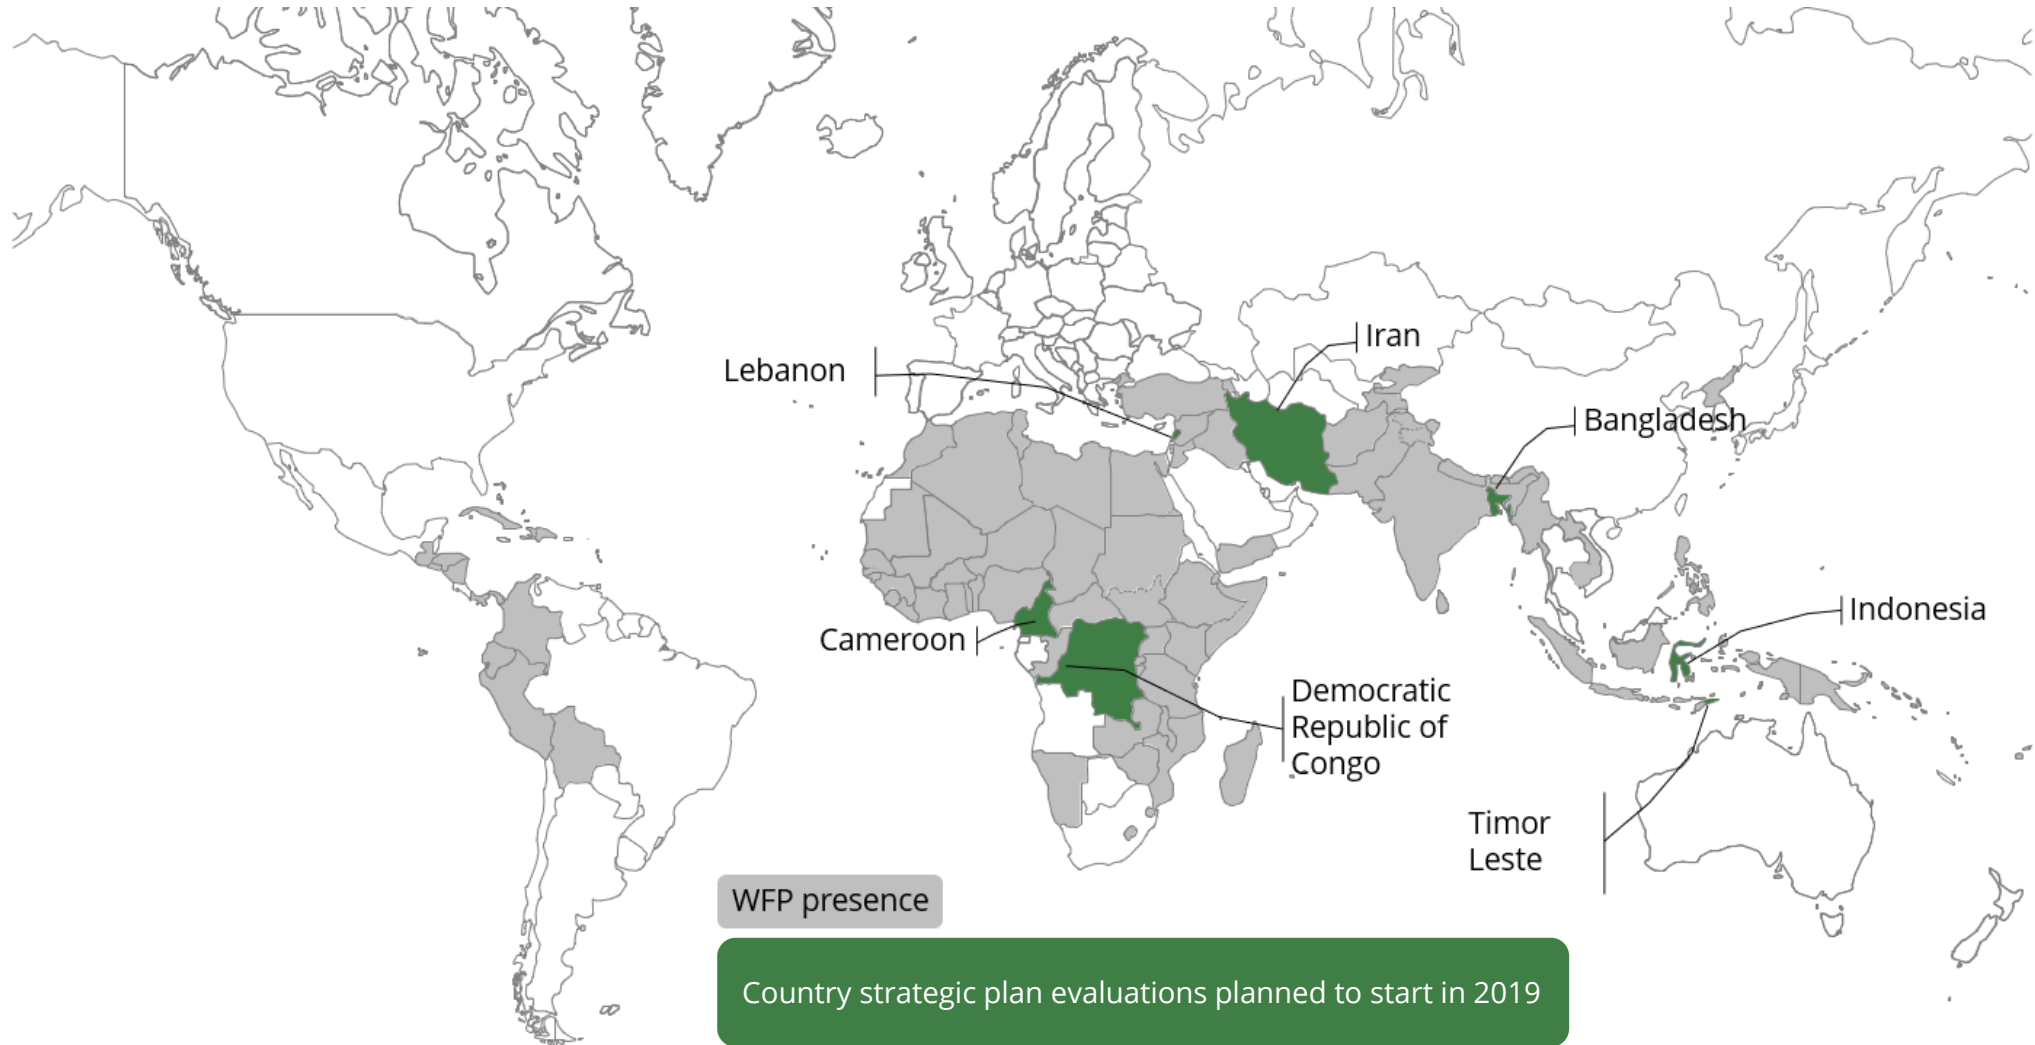 Iran
Lebanon
Bangladesh
Indonesia
Cameroon
Democratic
Republic of
Congo
Timor
Leste
WFP presence
Country strategic plan evaluations planned to start in 2019